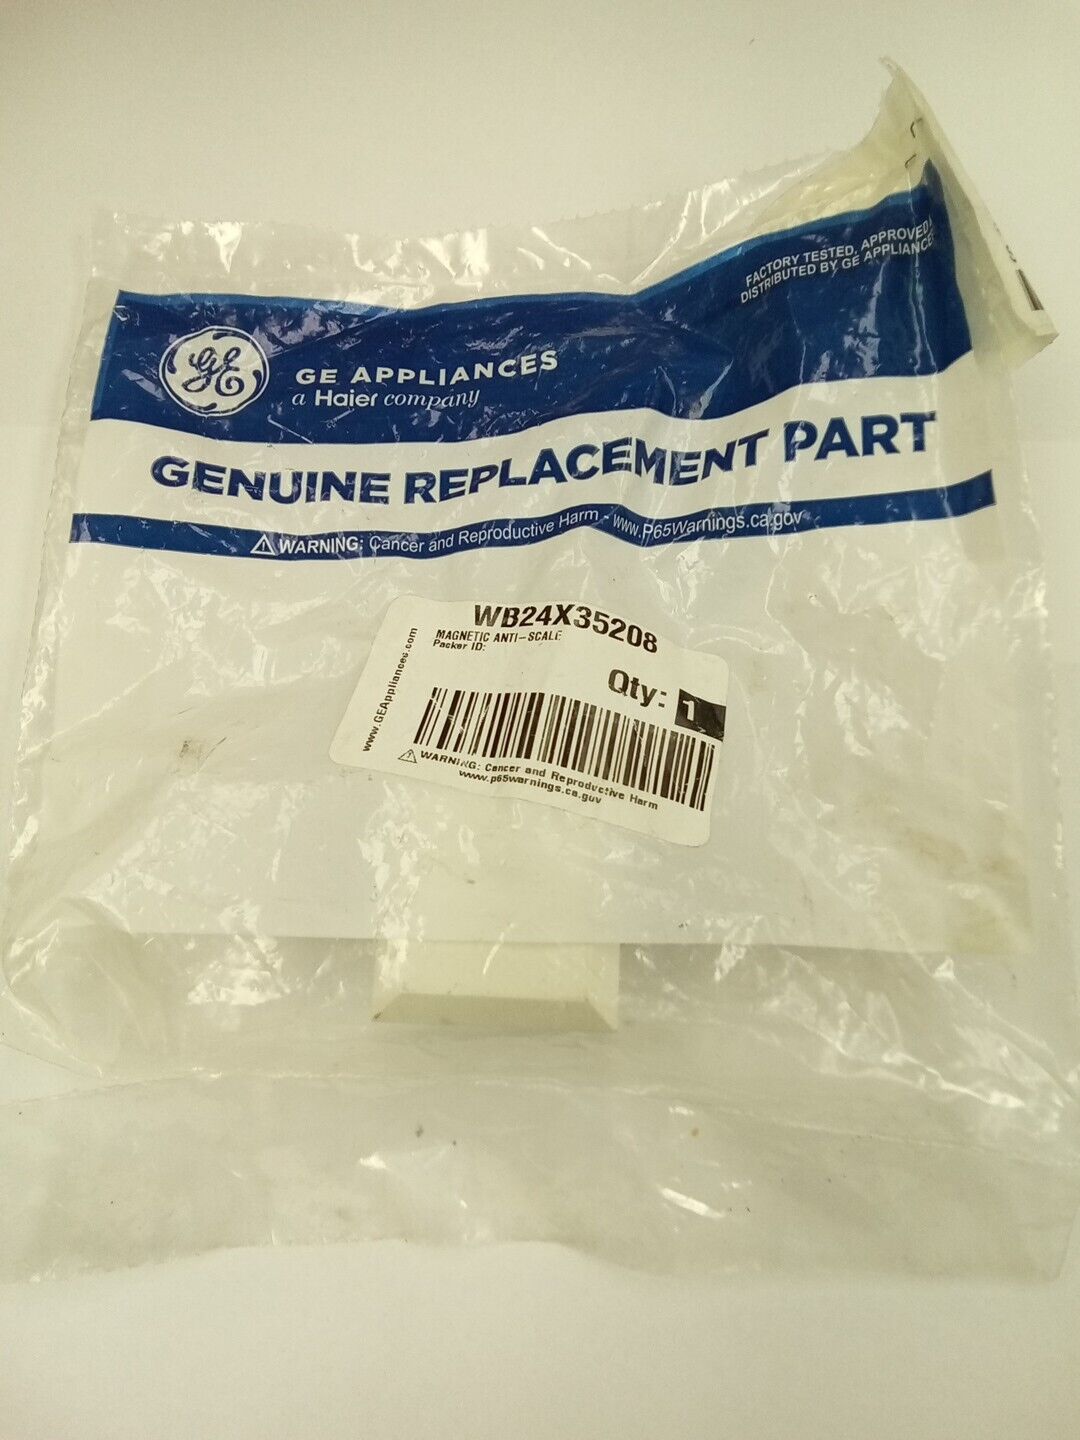 FACTORY TESTED, APPROVED
DISTRIBUTED BY GE APPLIANCES
GE
GE APPLIANCES
a Haier company
GENUINE REPLACEMENT PART
WARNING: Cancer and Reproductive Harm - www.P65Warnings.ca.gov
WB24X35208
MAGNETIC ANTI-SCALE
Packer ID:
Qty: 1
www.GEAppliances.com
WARNING: Cancer and Reproductive Harm
www.p65warnings.ca.gov